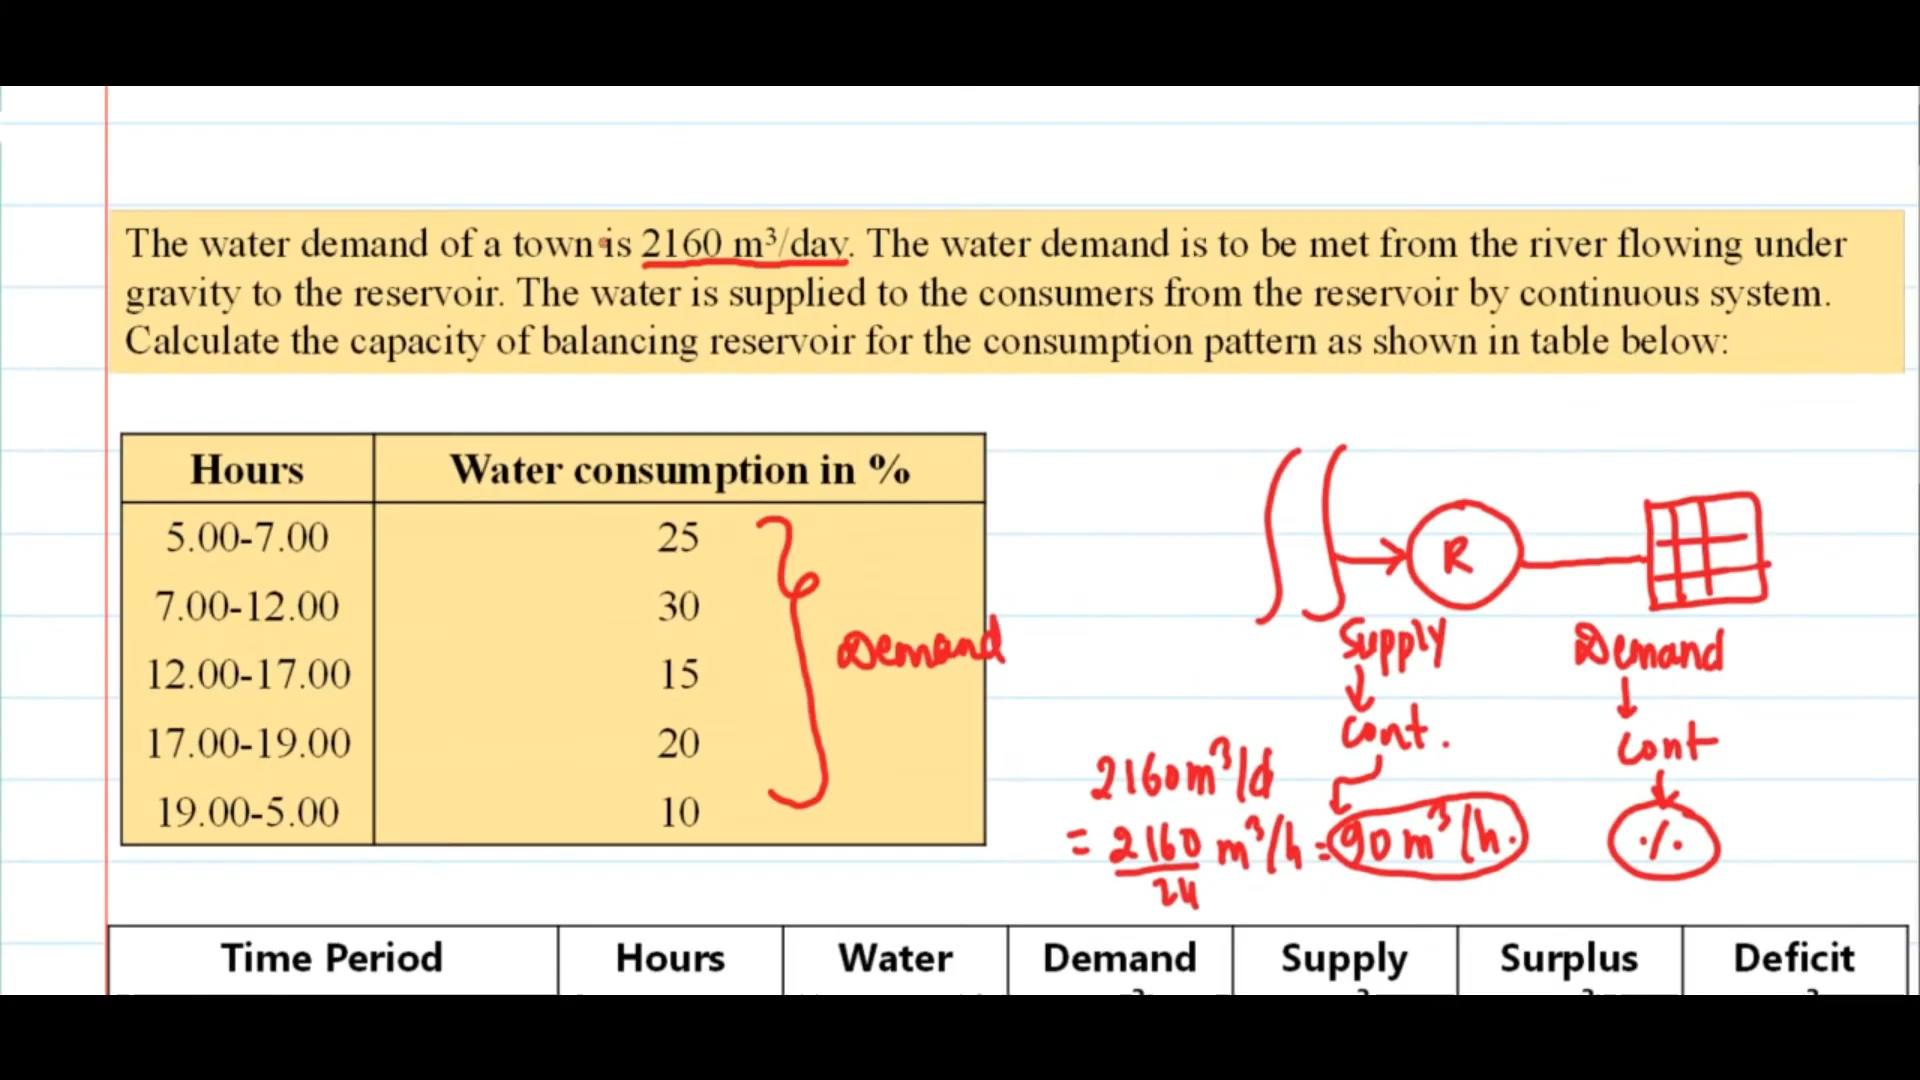 The water demand of a town is 2160 m³/day. The water demand is to be met from the river flowing under
gravity to the reservoir. The water is supplied to the consumers from the reservoir by continuous system.
Calculate the capacity of balancing reservoir for the consumption pattern as shown in table below:
Hours Water consumption in %
5.00-7.00 25
7.00-12.00 30
12.00-17.00 15
17.00-19.00 20
19.00-5.00 10
Demand
R
Supply Demand
cont. cont
2160 m³/d
= 2160/24 m³/h = 90 m³/h. %
Time Period Hours Water Demand Supply Surplus Deficit